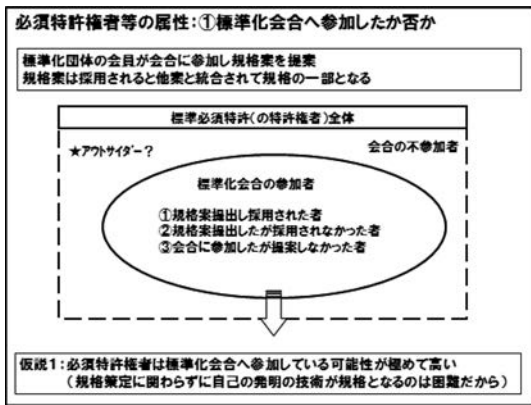 必須特許権者等の属性:①標準化会合へ参加したか否か
標準化団体の会員が会合に参加し規格案を提案
規格案は採用されると他案と統合されて規格の一部となる
標準必須特許(の特許権者)全体
★アウトサイダー?
会合の不参加者
標準化会合の参加者
①規格案提出し採用された者
②規格案提出したが採用されなかった者
③会合に参加したが提案しなかった者
仮説1:必須特許権者は標準化会合へ参加している可能性が極めて高い
(規格策定に関わらずに自己の発明の技術が規格となるのは困難だから)